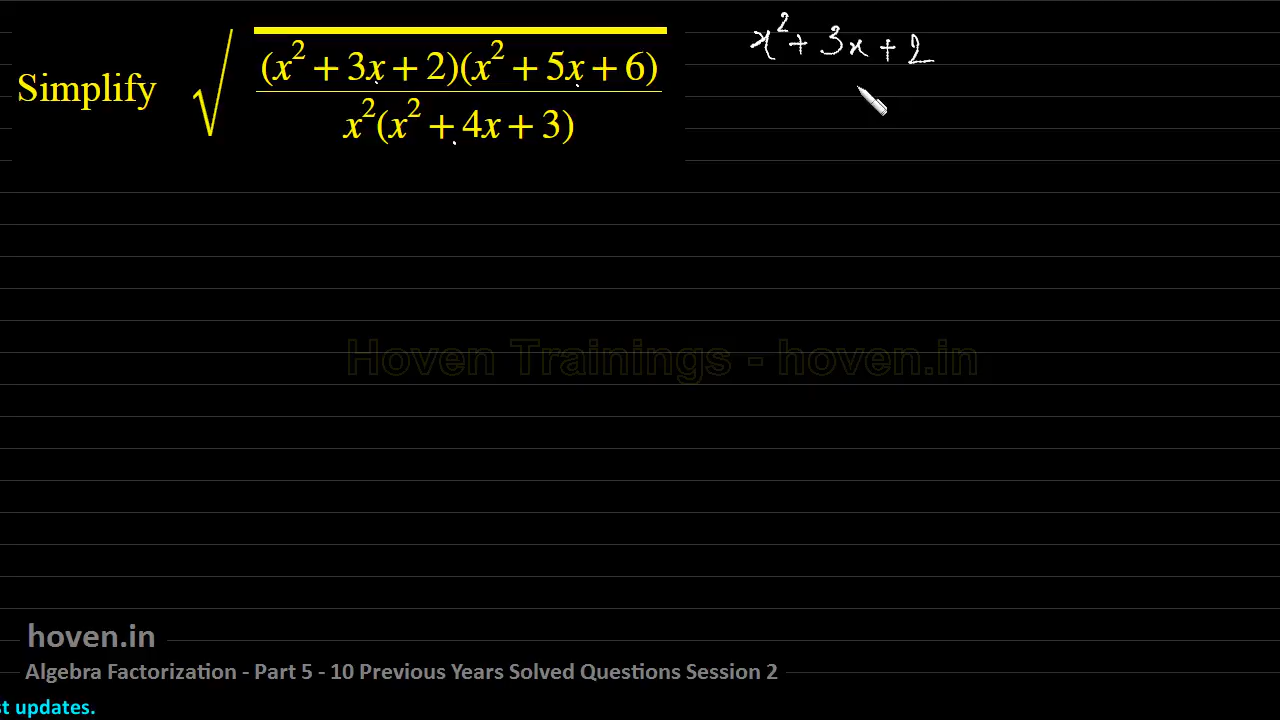 Simplify √((x² + 3x + 2)(x² + 5x + 6) / x²(x² + 4x + 3))
x² + 3x + 2
Hoven Trainings - hoven.in
hoven.in
Algebra Factorization - Part 5 - 10 Previous Years Solved Questions Session 2
st updates.